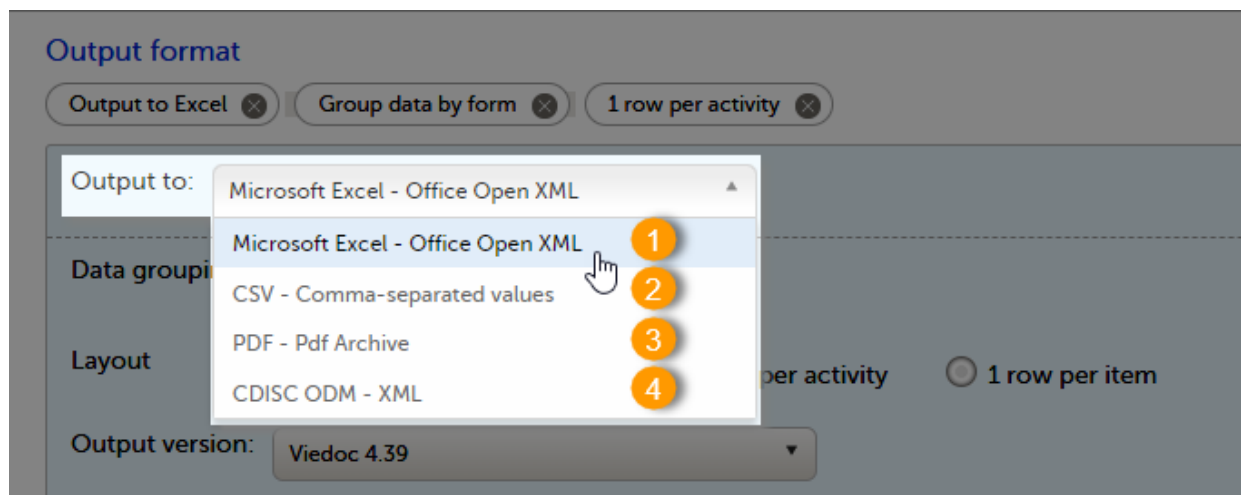 Output format
Output to Excel Group data by form 1 row per activity
Output to: Microsoft Excel - Office Open XML
Microsoft Excel - Office Open XML 1
Data groupi
CSV - Comma-separated values 2
PDF - Pdf Archive 3
Layout per activity 1 row per item
CDISC ODM - XML 4
Output version: Viedoc 4.39